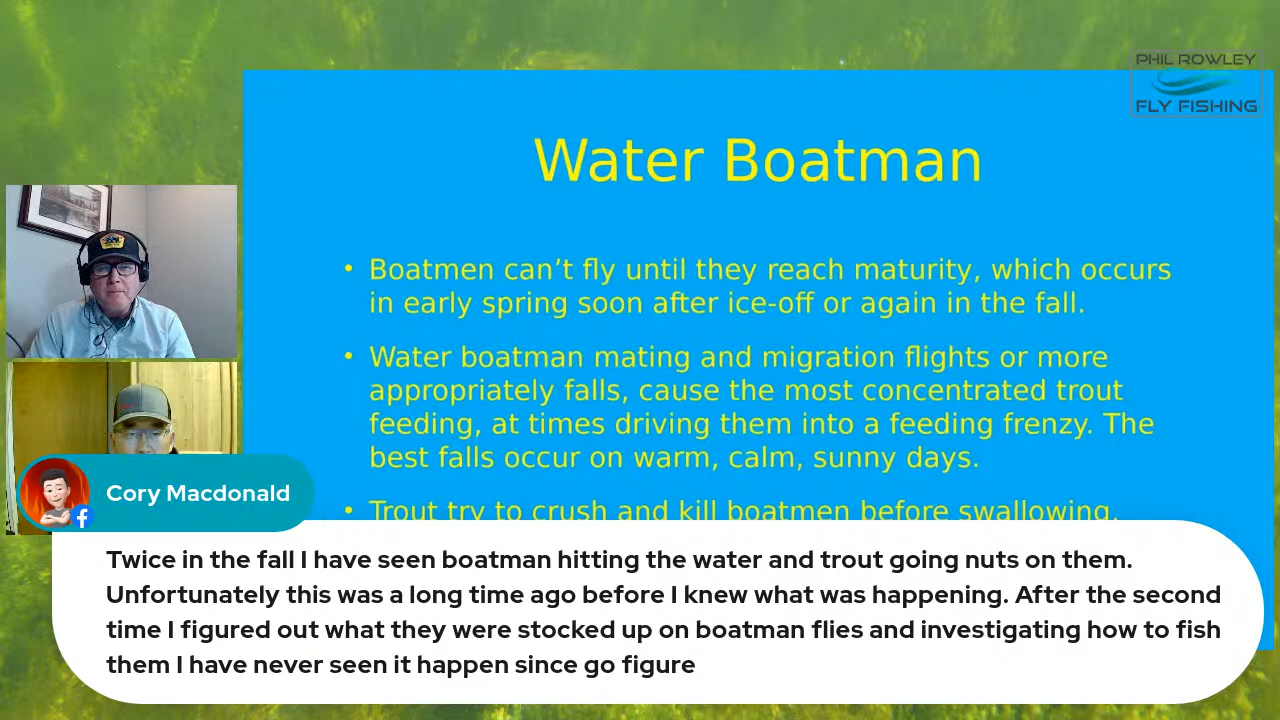 PHIL ROWLEY
FLY FISHING
Water Boatman
• Boatmen can’t fly until they reach maturity, which occurs
in early spring soon after ice-off or again in the fall.
• Water boatman mating and migration flights or more
appropriately falls, cause the most concentrated trout
feeding, at times driving them into a feeding frenzy. The
best falls occur on warm, calm, sunny days.
• Trout try to crush and kill boatmen before swallowing.
Cory Macdonald
Twice in the fall I have seen boatman hitting the water and trout going nuts on them.
Unfortunately this was a long time ago before I knew what was happening. After the second
time I figured out what they were stocked up on boatman flies and investigating how to fish
them I have never seen it happen since go figure